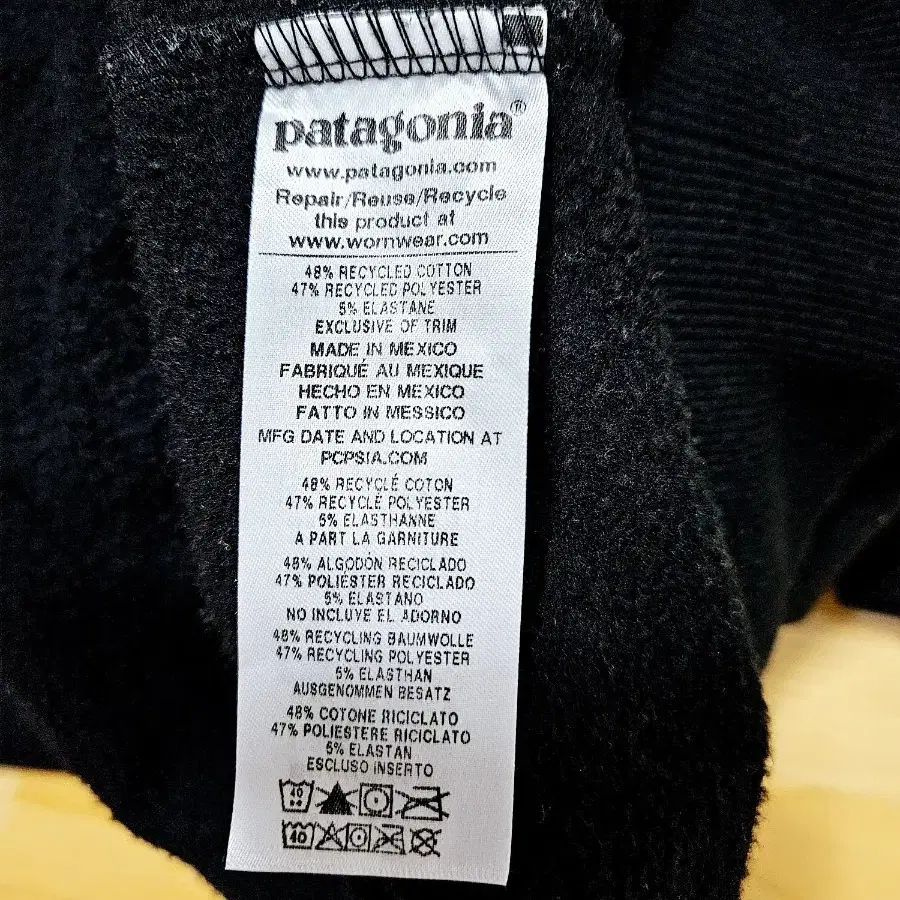 patagonia®
www.patagonia.com
Repair/Reuse/Recycle
this product at
www.wornwear.com
48% RECYCLED COTTON
47% RECYCLED POLYESTER
5% ELASTANE
EXCLUSIVE OF TRIM
MADE IN MEXICO
FABRIQUÉ AU MEXIQUE
HECHO EN MEXICO
FATTO IN MESSICO
MFG DATE AND LOCATION AT
PCPSIA.COM
48% RECYCLÉ COTON
47% RECYCLÉ POLYESTER
5% ELASTHANNE
A PART LA GARNITURE
48% ALGODÓN RECICLADO
47% POLIÉSTER RECICLADO
5% ELASTANO
NO INCLUYE EL ADORNO
48% RECYCLING BAUMWOLLE
47% RECYCLING POLYESTER
5% ELASTHAN
AUSGENOMMEN BESATZ
48% COTONE RICICLATO
47% POLIESTERE RICICLATO
5% ELASTAN
ESCLUSO INSERTO
40
40